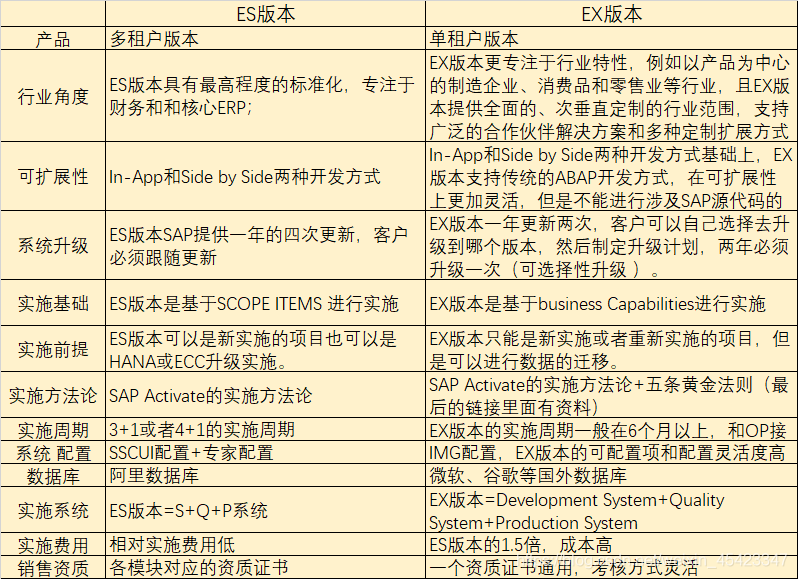 ES版本
EX版本
产品
多租户版本
单租户版本
行业角度
ES版本具有最高程度的标准化，专注于
财务和和核心ERP；
EX版本更专注于行业特性，例如以产品为中心
的制造企业、消费品和零售业等行业，且EX版
本提供全面的、次垂直定制的行业范围，支持
广泛的合作伙伴解决方案和多种定制扩展方式
可扩展性
In-App和Side by Side两种开发方式
In-App和Side by Side两种开发方式基础上，EX
版本支持传统的ABAP开发方式，在可扩展性
上更加灵活，但是不能进行涉及SAP源代码的
系统升级
ES版本SAP提供一年的四次更新，客户
必须跟随更新
EX版本一年更新两次，客户可以自己选择去升
级到哪个版本，然后制定升级计划，两年必须
升级一次（可选择性升级 ）。
实施基础
ES版本是基于SCOPE ITEMS 进行实施
EX版本是基于business Capabilities进行实施
实施前提
ES版本可以是新实施的项目也可以是
HANA或ECC升级实施。
EX版本只能是新实施或者重新实施的项目，但
是可以进行数据的迁移。
实施方法论
SAP Activate的实施方法论
SAP Activate的实施方法论+五条黄金法则（最
后的链接里面有资料）
实施周期
3+1或者4+1的实施周期
EX版本的实施周期一般在6个月以上，和OP接
系统 配置
SSCUI配置+专家配置
IMG配置，EX版本的可配置项和配置灵活度高
数据库
阿里数据库
微软、谷歌等国外数据库
实施系统
ES版本=S+Q+P系统
EX版本=Development System+Quality
System+Production System
实施费用
相对实施费用低
ES版本的1.5倍，成本高
销售资质
各模块对应的资质证书
一个资质证书通用，考核方式灵活